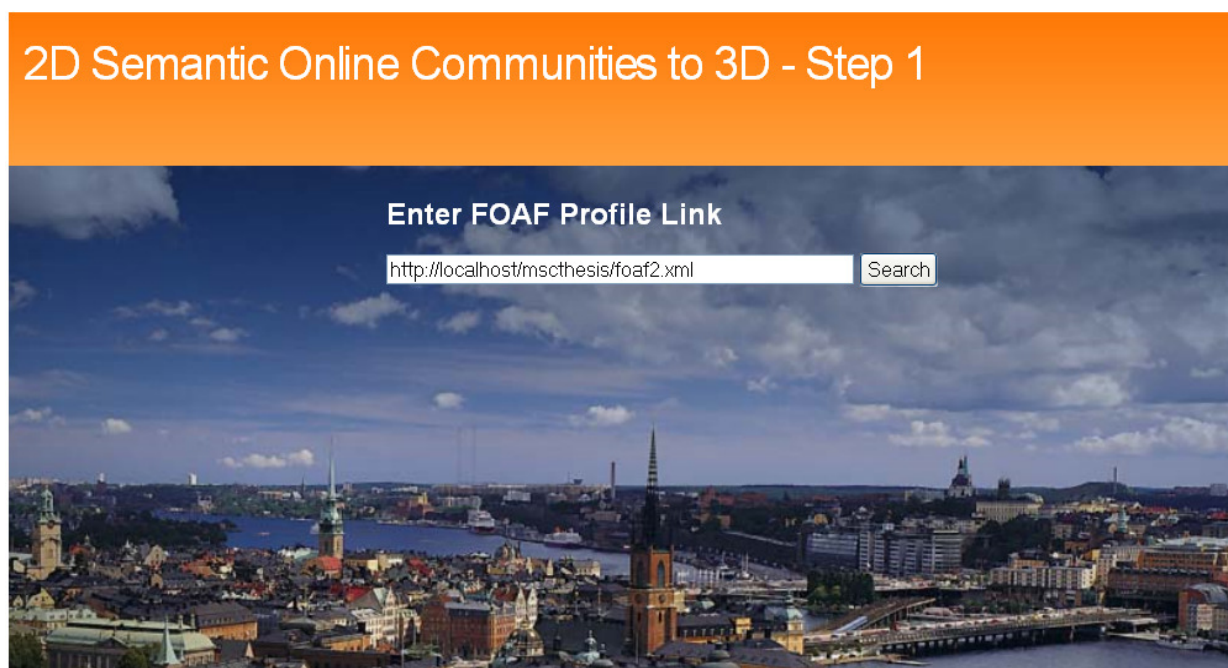 2D Semantic Online Communities to 3D - Step 1
Enter FOAF Profile Link
http://localhost/mscthesis/foaf2.xml Search